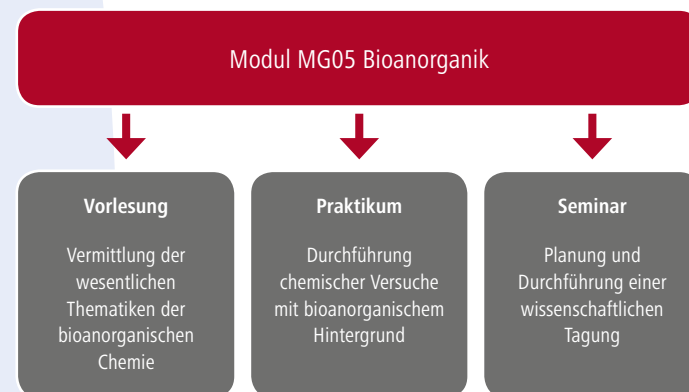 Modul MG05 Bioanorganik
Vorlesung
Vermittlung der
wesentlichen
Thematiken der
bioanorganischen
Chemie
Praktikum
Durchführung
chemischer Versuche
mit bioanorganischem
Hintergrund
Seminar
Planung und
Durchführung einer
wissenschaftlichen
Tagung